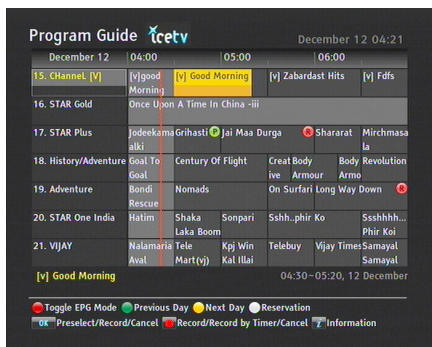 Program Guide icetv
December 12 04:21
December 12 04:00 05:00 06:00
15. CHanneL [V] [v]good Morning [v] Good Morning [v] Zabardast Hits [v] Fdfs
16. STAR Gold Once Upon A Time In China -iii
17. STAR Plus Jodeekama alki Grihasti P Jai Maa Durga R Shararat Mirchmasa la
18. History/Adventure Goal To Goal Century Of Flight Creat ive Body Armour Body Armo Revolution
19. Adventure Bondi Rescue Nomads On Surfari Long Way Down R
20. STAR One India Hatim Shaka Laka Boom Sonpari Sshh..phir Ko Ssshhhh... Phir Koi
21. VIJAY Nalamaria Aval Tele Mart(vj) Kpj Win Kal Illai Telebuy Vijay Times Samayal Samayal
[v] Good Morning 04:30~05:20, 12 December
Toggle EPG Mode Previous Day Next Day Reservation
OK Preselect/Record/Cancel Record/Record by Timer/Cancel i Information